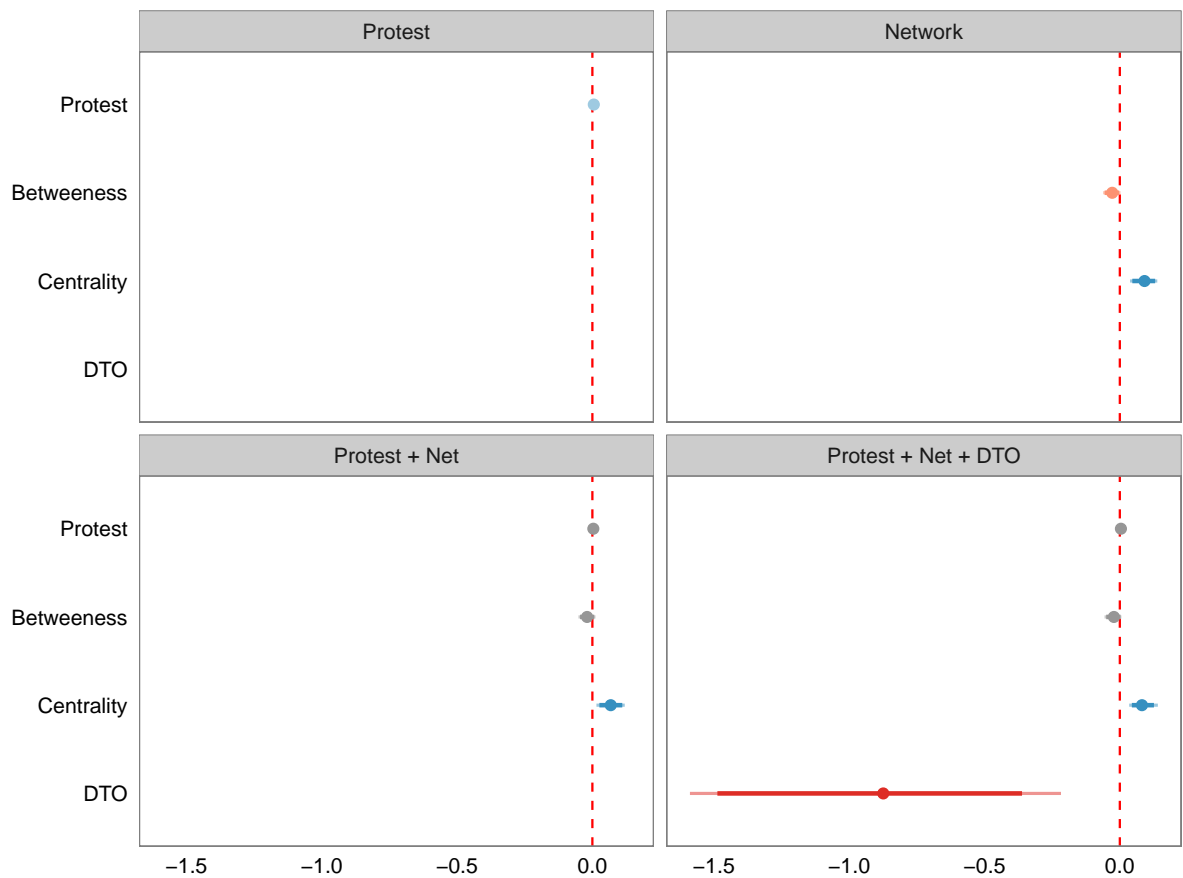 Protest
Network
Protest
Betweeness
Centrality
DTO
Protest + Net
Protest + Net + DTO
Protest
Betweeness
Centrality
DTO
−1.5 −1.0 −0.5 0.0 −1.5 −1.0 −0.5 0.0